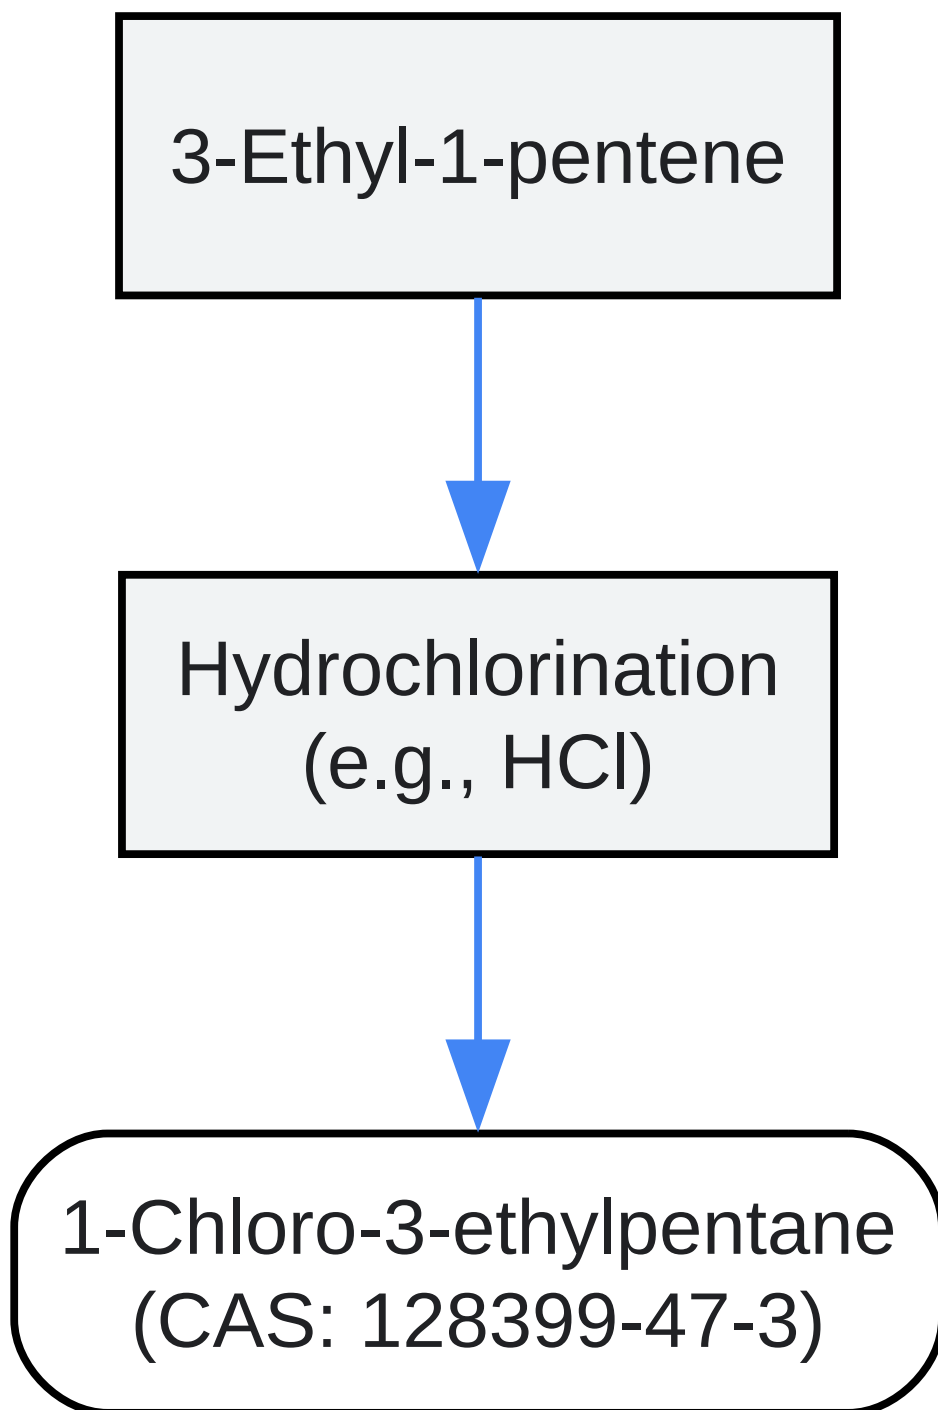 3-Ethyl-1-pentene
Hydrochlorination
(e.g., HCl)
1-Chloro-3-ethylpentane
(CAS: 128399-47-3)